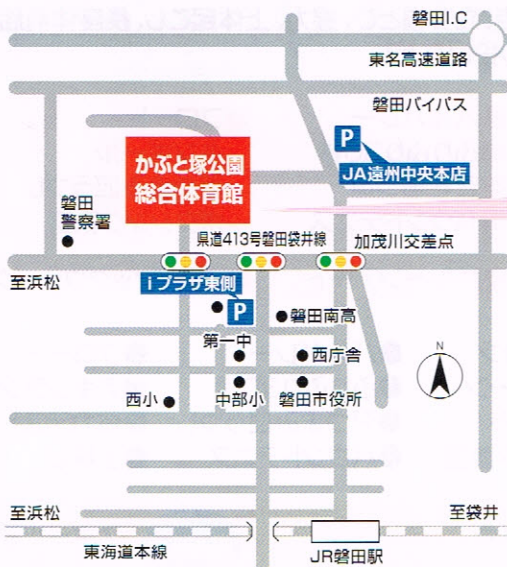 磐田I.C
東名高速道路
磐田バイパス
P
JA遠州中央本店
かぶと塚公園
総合体育館
磐田
警察署
県道413号磐田袋井線
加茂川交差点
至浜松
iプラザ東側
P
磐田南高
第一中
西庁舎
N
西小
中部小
磐田市役所
至浜松
至袋井
東海道本線
JR磐田駅